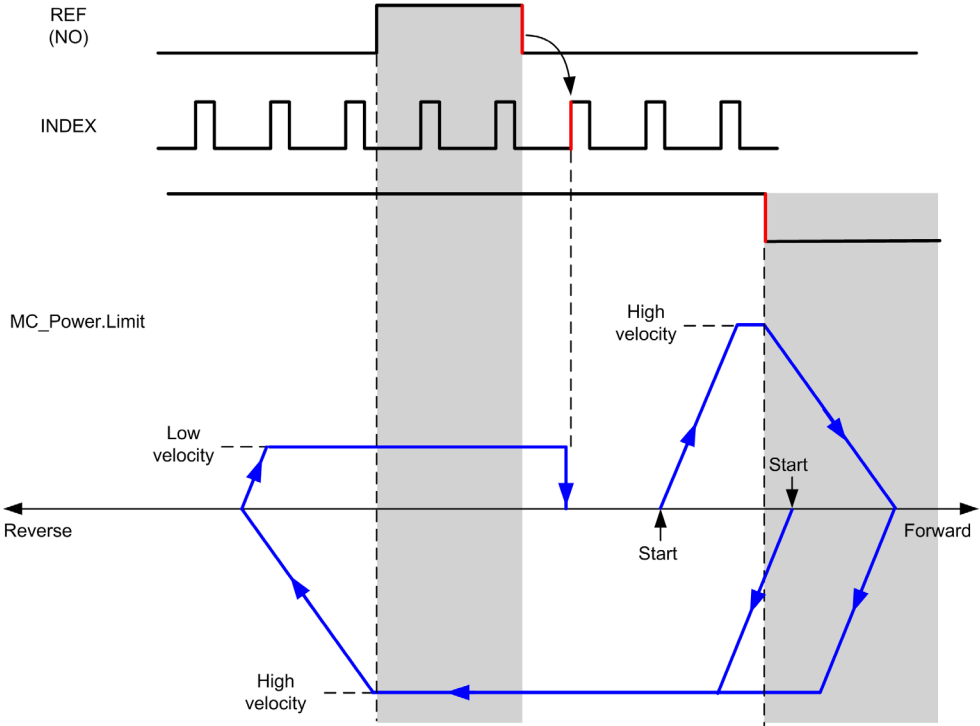 REF
(NO)
INDEX
MC_Power.Limit
High
velocity
Low
velocity
Start
Reverse
Forward
Start
High
velocity